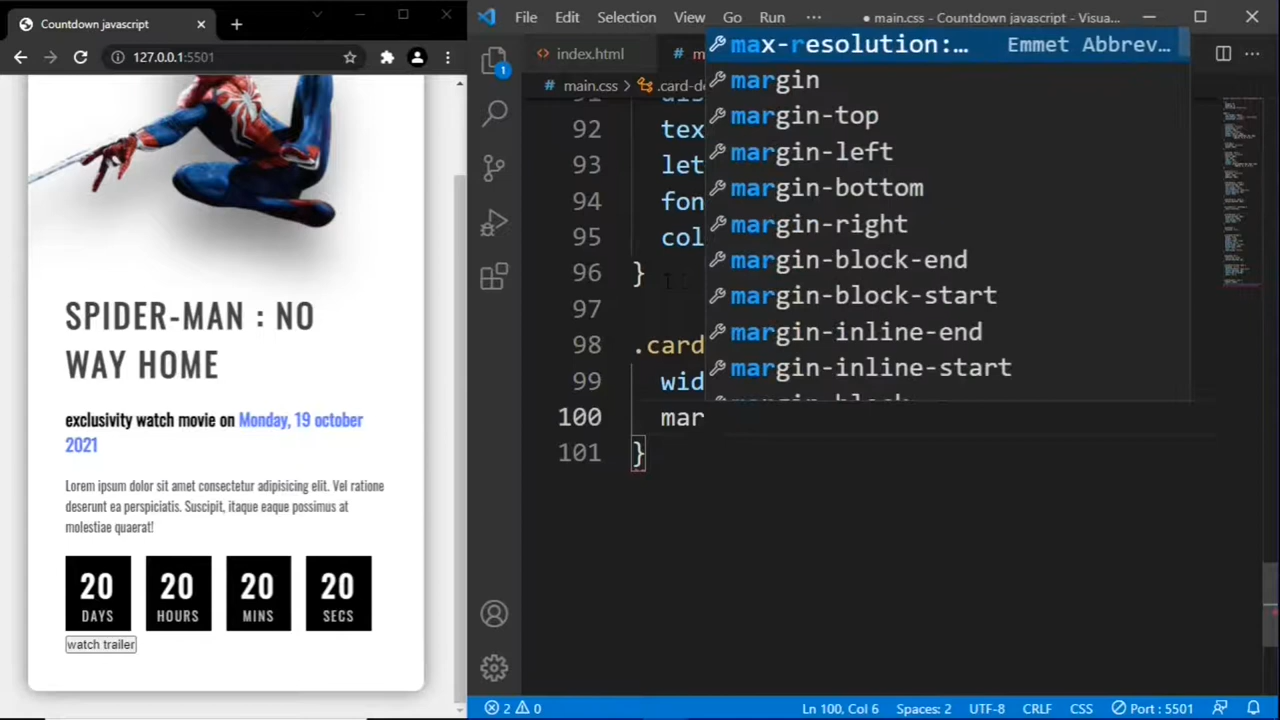 Countdown javascript
127.0.0.1:5501
SPIDER-MAN : NO
WAY HOME
exclusivity watch movie on Monday, 19 october
2021
Lorem ipsum dolor sit amet consectetur adipisicing elit. Vel ratione
deserunt ea perspiciatis. Suscipit, itaque eaque possimus at
molestiae quaerat!
20 20 20 20
DAYS HOURS MINS SECS
watch trailer
File Edit Selection View Go Run ··· ● main.css - Countdown javascript - Visua...
1
<> index.html # m
# main.css > .card-de
92 tex
93 let
94 fon
95 col
96 }
97
98 .card
99 wid
100 mar
101 }
max-resolution:… Emmet Abbrev…
margin
margin-top
margin-left
margin-bottom
margin-right
margin-block-end
margin-block-start
margin-inline-end
margin-inline-start
2 0 Ln 100, Col 6 Spaces: 2 UTF-8 CRLF CSS Port : 5501